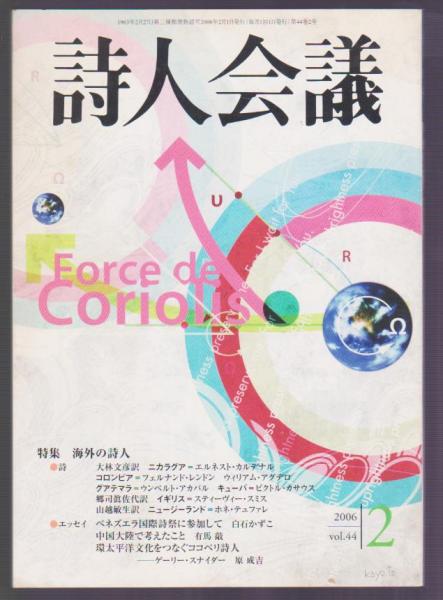 1963年2月27日第三種郵便物認可 2006年2月1日発行(毎月1回1日発行)第44巻2号
詩人会議
R
Ω
U
R
Force de
Coriolis
Ω
特集 海外の詩人
●詩 大林文彦訳 ニカラグア=エルネスト・カルデナル
コロンビア=フェルナンド・レンドン ウィリアム・アグデロ
グアテマラ=ウンベルト・アカバル キューバ=ビクトル・カサウス
郷司眞佐代訳 イギリス=スティーヴィー・スミス
山越敏生訳 ニュージーランド=ホネ・テュファレ
●エッセイ ベネズエラ国際詩祭に参加して 白石かずこ
中国大陸で考えたこと 有馬敲
環太平洋文化をつなぐココペリ詩人
――ゲーリー・スナイダー 原成吉
2006
vol.44
2